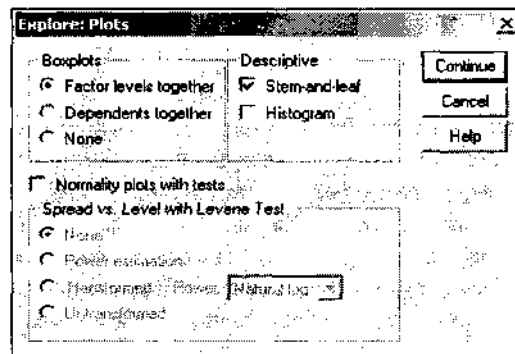 Explore: Plots
Boxplots
Factor levels together
Dependents together
None
Descriptive
Stem-and-leaf
Histogram
Continue
Cancel
Help
Normality plots with tests
Spread vs. Level with Levene Test
None
Power estimation
Transformed Power: Natural log
Untransformed